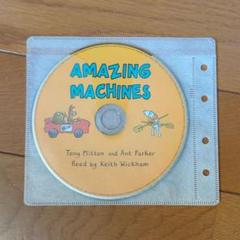 AMAZING
MACHINES
Tony Mitton and Ant Parker
Read by Keith Wickham